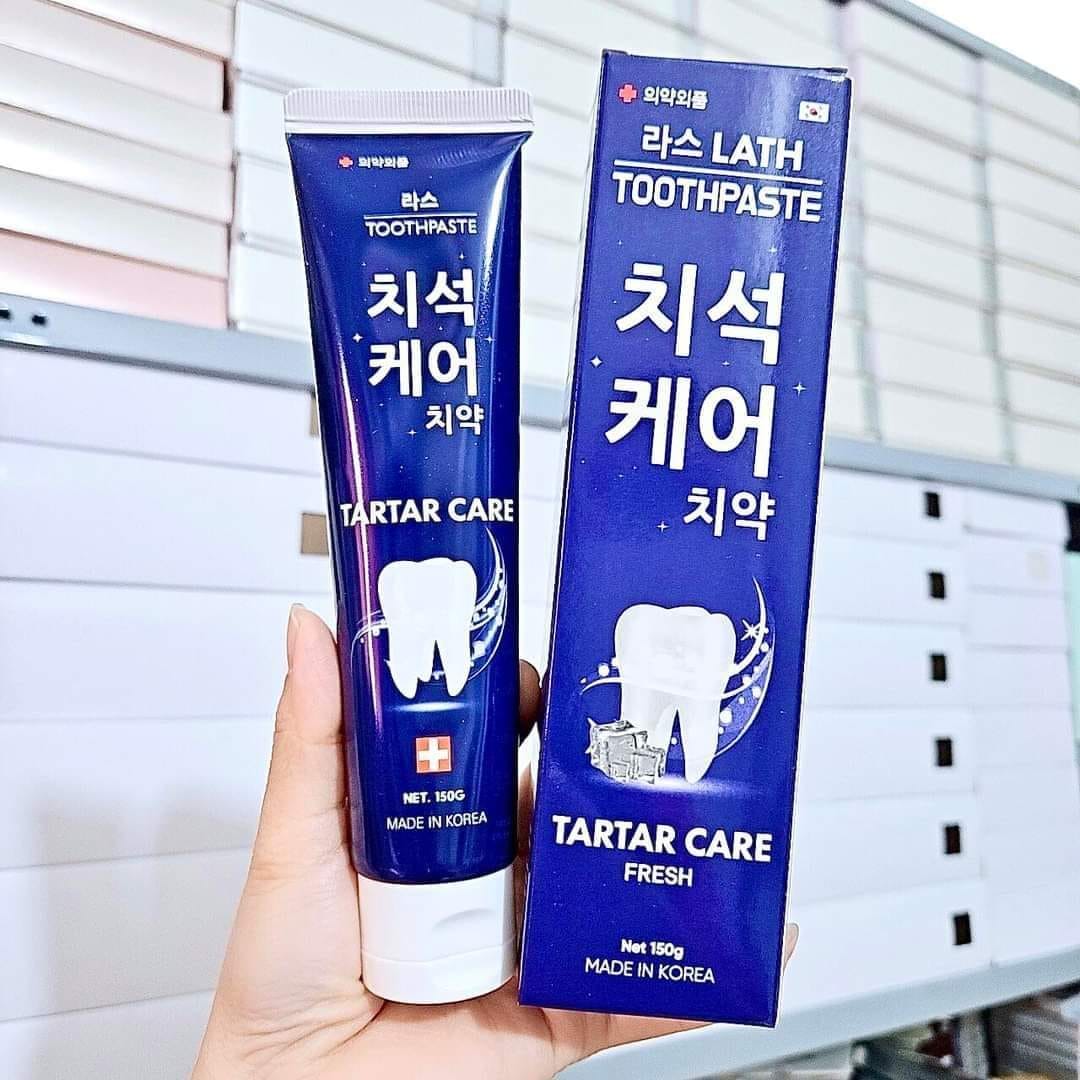 의약외품
라스
TOOTHPASTE
치석
케어
치약
TARTAR CARE
NET. 150G
MADE IN KOREA
의약외품
라스 LATH
TOOTHPASTE
치석
케어
치약
TARTAR CARE
FRESH
Net 150g
MADE IN KOREA